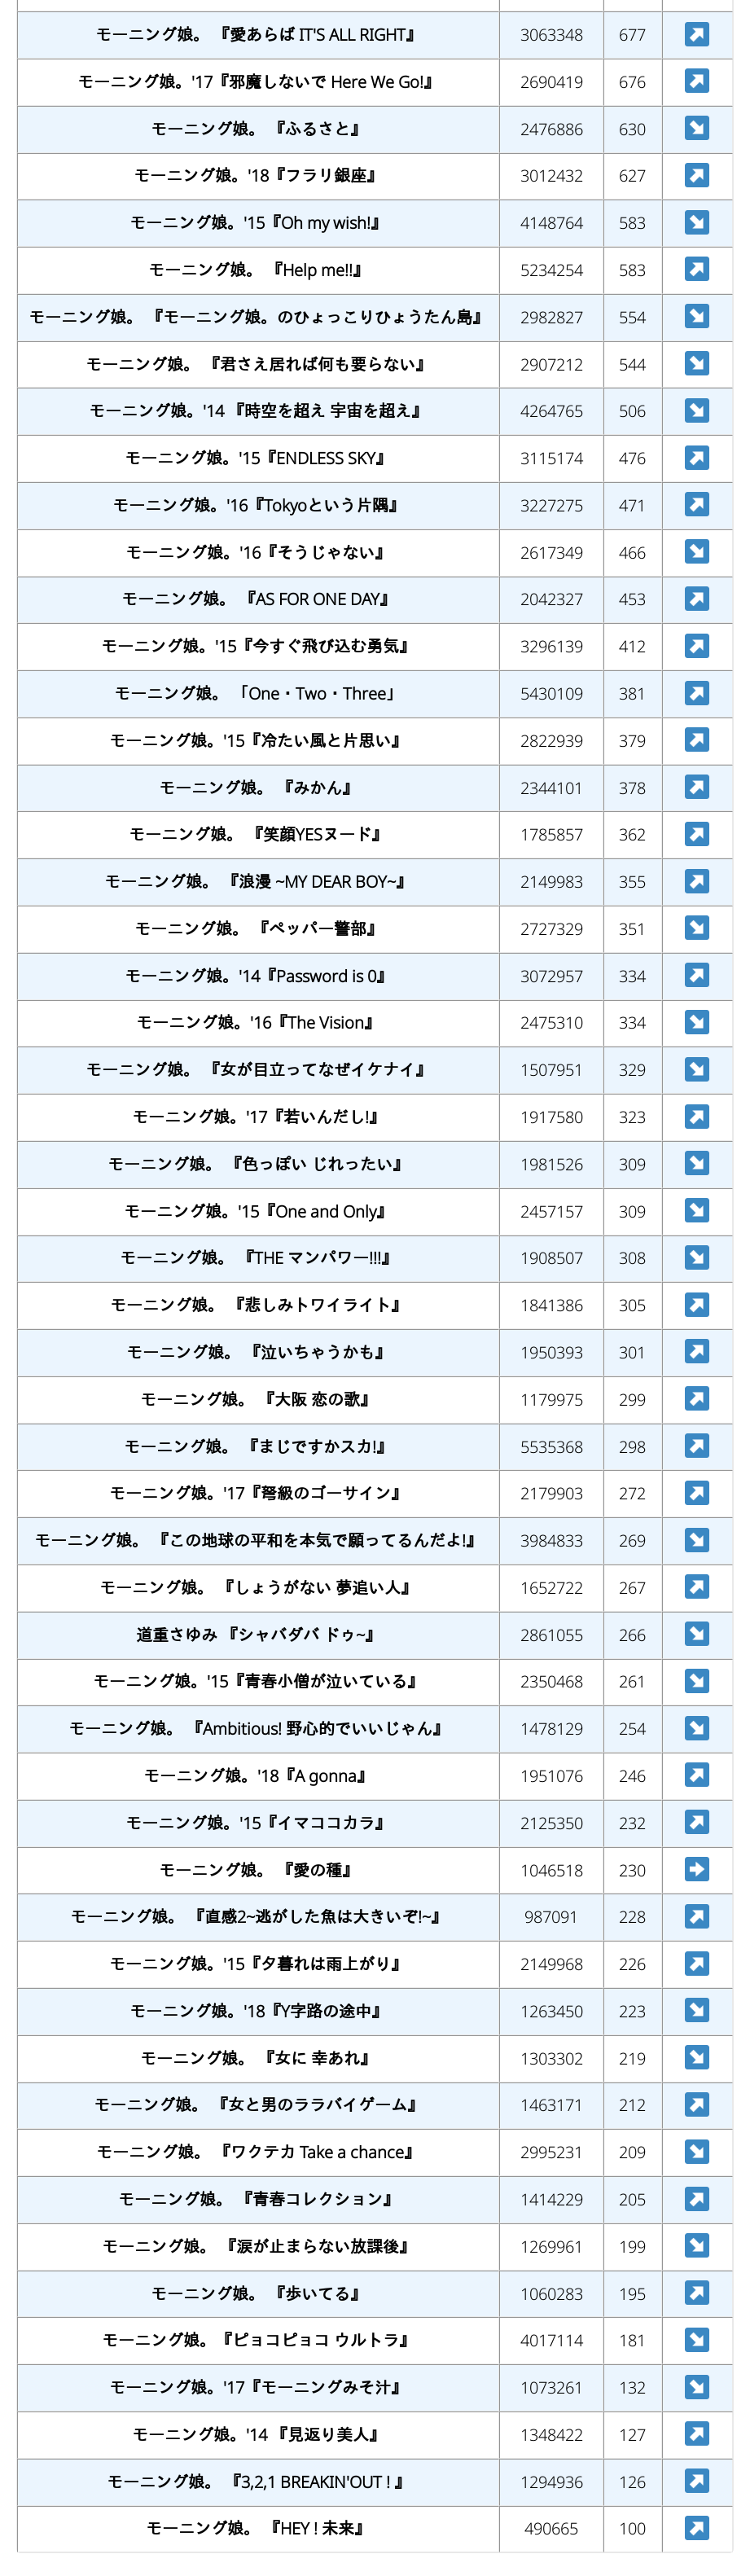 モーニング娘。 『愛あらば IT'S ALL RIGHT』 3063348 677
モーニング娘。'17『邪魔しないで Here We Go!』 2690419 676
モーニング娘。 『ふるさと』 2476886 630
モーニング娘。'18『フラリ銀座』 3012432 627
モーニング娘。'15『Oh my wish!』 4148764 583
モーニング娘。 『Help me!!』 5234254 583
モーニング娘。 『モーニング娘。のひょっこりひょうたん島』 2982827 554
モーニング娘。 『君さえ居れば何も要らない』 2907212 544
モーニング娘。'14 『時空を超え 宇宙を超え』 4264765 506
モーニング娘。'15『ENDLESS SKY』 3115174 476
モーニング娘。'16『Tokyoという片隅』 3227275 471
モーニング娘。'16『そうじゃない』 2617349 466
モーニング娘。 『AS FOR ONE DAY』 2042327 453
モーニング娘。'15『今すぐ飛び込む勇気』 3296139 412
モーニング娘。 「One・Two・Three」 5430109 381
モーニング娘。'15『冷たい風と片思い』 2822939 379
モーニング娘。 『みかん』 2344101 378
モーニング娘。 『笑顔YESヌード』 1785857 362
モーニング娘。 『浪漫 ~MY DEAR BOY~』 2149983 355
モーニング娘。 『ペッパー警部』 2727329 351
モーニング娘。'14『Password is 0』 3072957 334
モーニング娘。'16『The Vision』 2475310 334
モーニング娘。 『女が目立ってなぜイケナイ』 1507951 329
モーニング娘。'17『若いんだし!』 1917580 323
モーニング娘。 『色っぽい じれったい』 1981526 309
モーニング娘。'15『One and Only』 2457157 309
モーニング娘。 『THE マンパワー!!!』 1908507 308
モーニング娘。 『悲しみトワイライト』 1841386 305
モーニング娘。 『泣いちゃうかも』 1950393 301
モーニング娘。 『大阪 恋の歌』 1179975 299
モーニング娘。 『まじですかスカ!』 5535368 298
モーニング娘。'17『弩級のゴーサイン』 2179903 272
モーニング娘。 『この地球の平和を本気で願ってるんだよ!』 3984833 269
モーニング娘。 『しょうがない 夢追い人』 1652722 267
道重さゆみ 『シャバダバ ドゥ~』 2861055 266
モーニング娘。'15『青春小僧が泣いている』 2350468 261
モーニング娘。 『Ambitious! 野心的でいいじゃん』 1478129 254
モーニング娘。'18『A gonna』 1951076 246
モーニング娘。'15『イマココカラ』 2125350 232
モーニング娘。 『愛の種』 1046518 230
モーニング娘。 『直感2~逃がした魚は大きいぞ!~』 987091 228
モーニング娘。'15『夕暮れは雨上がり』 2149968 226
モーニング娘。'18『Y字路の途中』 1263450 223
モーニング娘。 『女に 幸あれ』 1303302 219
モーニング娘。 『女と男のララバイゲーム』 1463171 212
モーニング娘。 『ワクテカ Take a chance』 2995231 209
モーニング娘。 『青春コレクション』 1414229 205
モーニング娘。 『涙が止まらない放課後』 1269961 199
モーニング娘。 『歩いてる』 1060283 195
モーニング娘。『ピョコピョコ ウルトラ』 4017114 181
モーニング娘。'17『モーニングみそ汁』 1073261 132
モーニング娘。'14 『見返り美人』 1348422 127
モーニング娘。 『3,2,1 BREAKIN'OUT ! 』 1294936 126
モーニング娘。 『HEY ! 未来』 490665 100